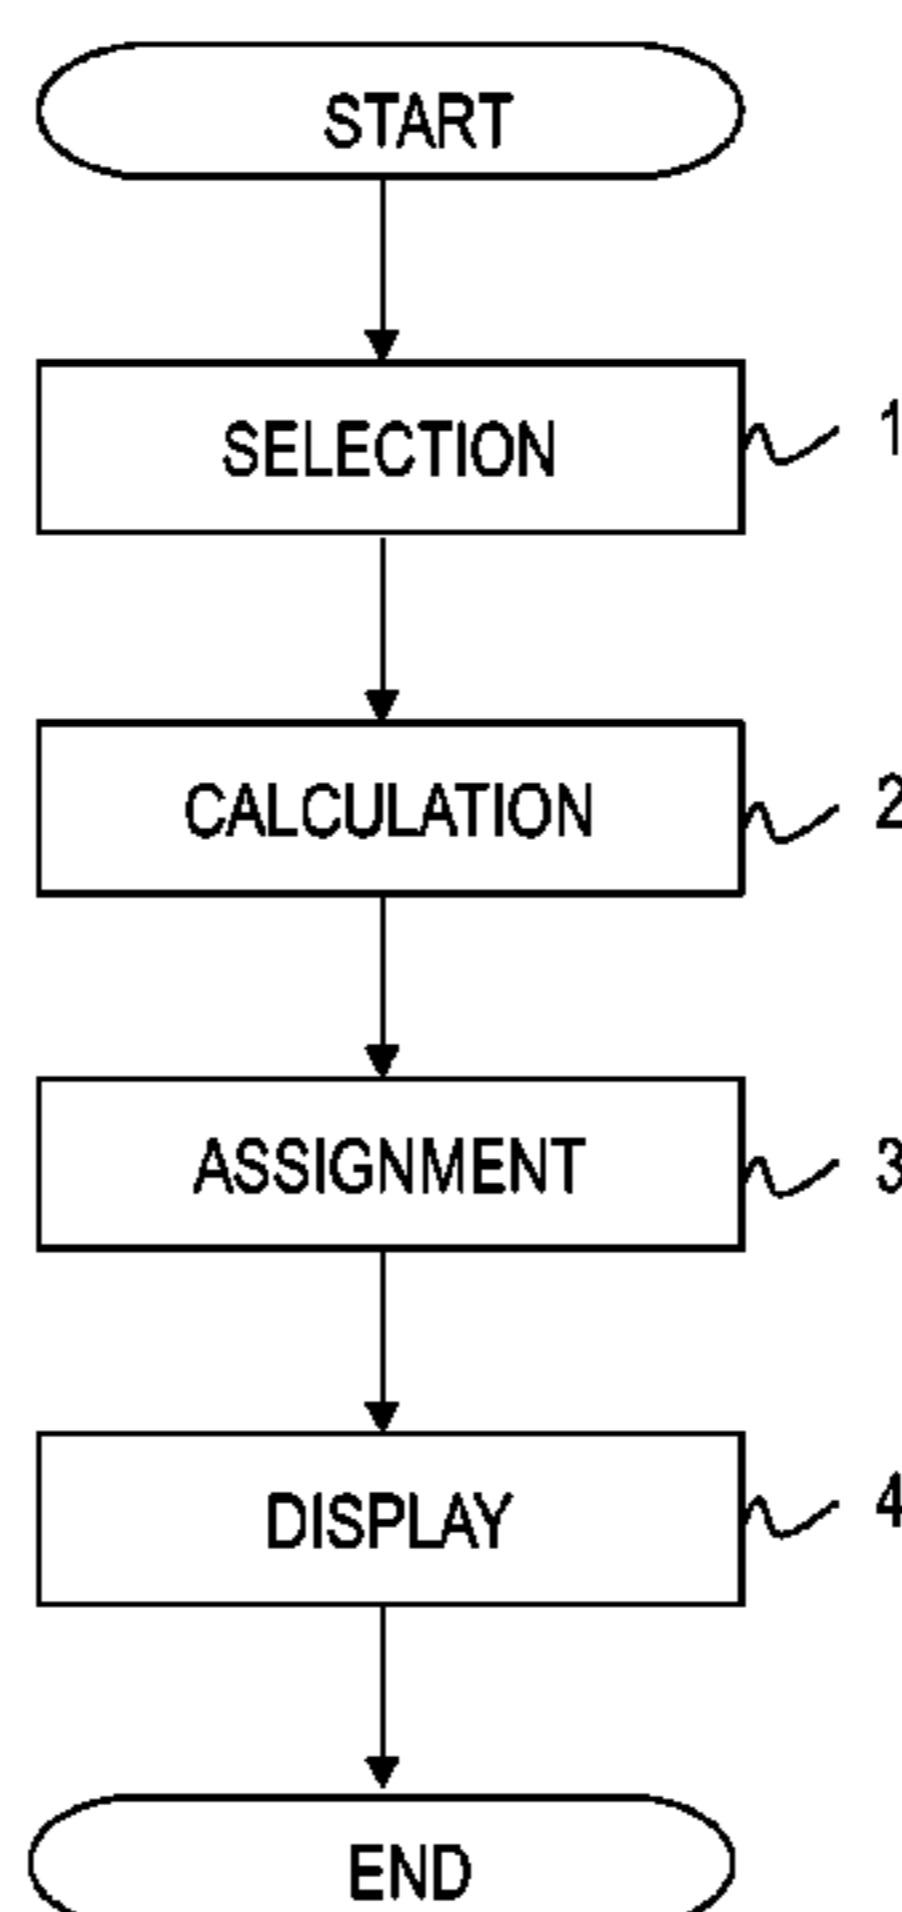 START
SELECTION 1
CALCULATION 2
ASSIGNMENT 3
DISPLAY 4
END